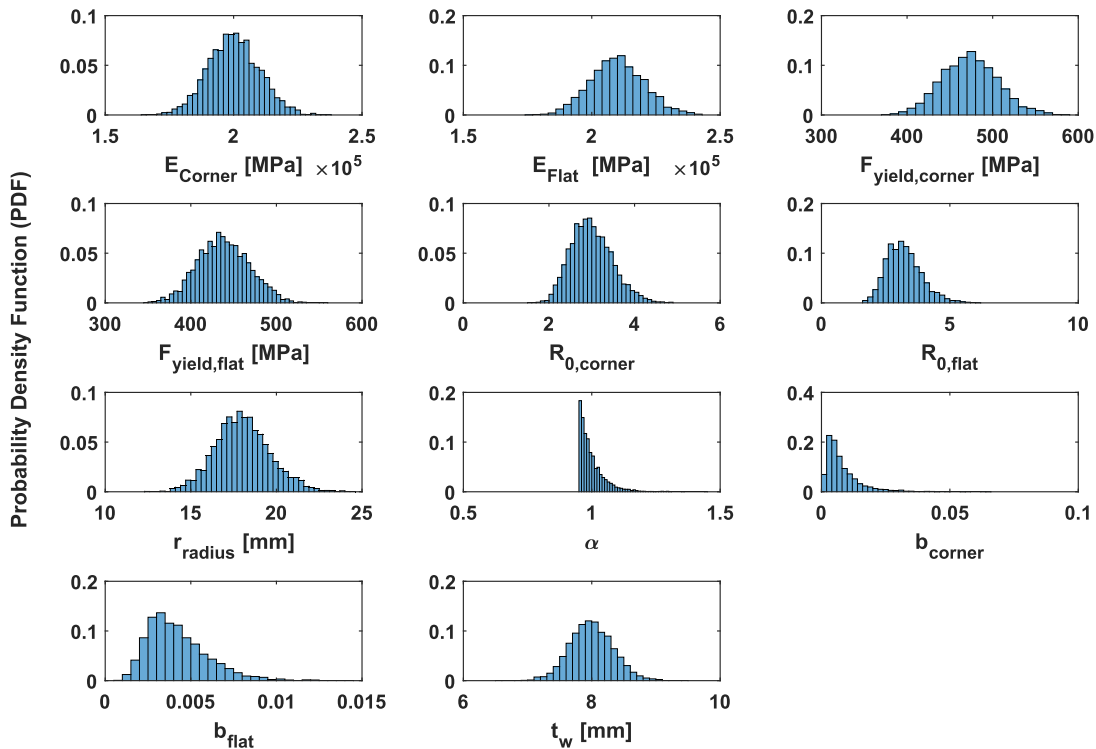 Probability Density Function (PDF)
0.1
0.05
0
1.5 2 2.5
E_Corner [MPa] ×10^5
0.2
0.1
0
1.5 2 2.5
E_Flat [MPa] ×10^5
0.2
0.1
0
300 400 500 600
F_yield,corner [MPa]
0.1
0.05
0
300 400 500 600
F_yield,flat [MPa]
0.1
0.05
0
0 2 4 6
R_0,corner
0.2
0.1
0
0 5 10
R_0,flat
0.1
0.05
0
10 15 20 25
r_radius [mm]
0.2
0.1
0
0.5 1 1.5
α
0.4
0.2
0
0 0.05 0.1
b_corner
0.2
0.1
0
0 0.005 0.01 0.015
b_flat
0.2
0.1
0
6 8 10
t_w [mm]